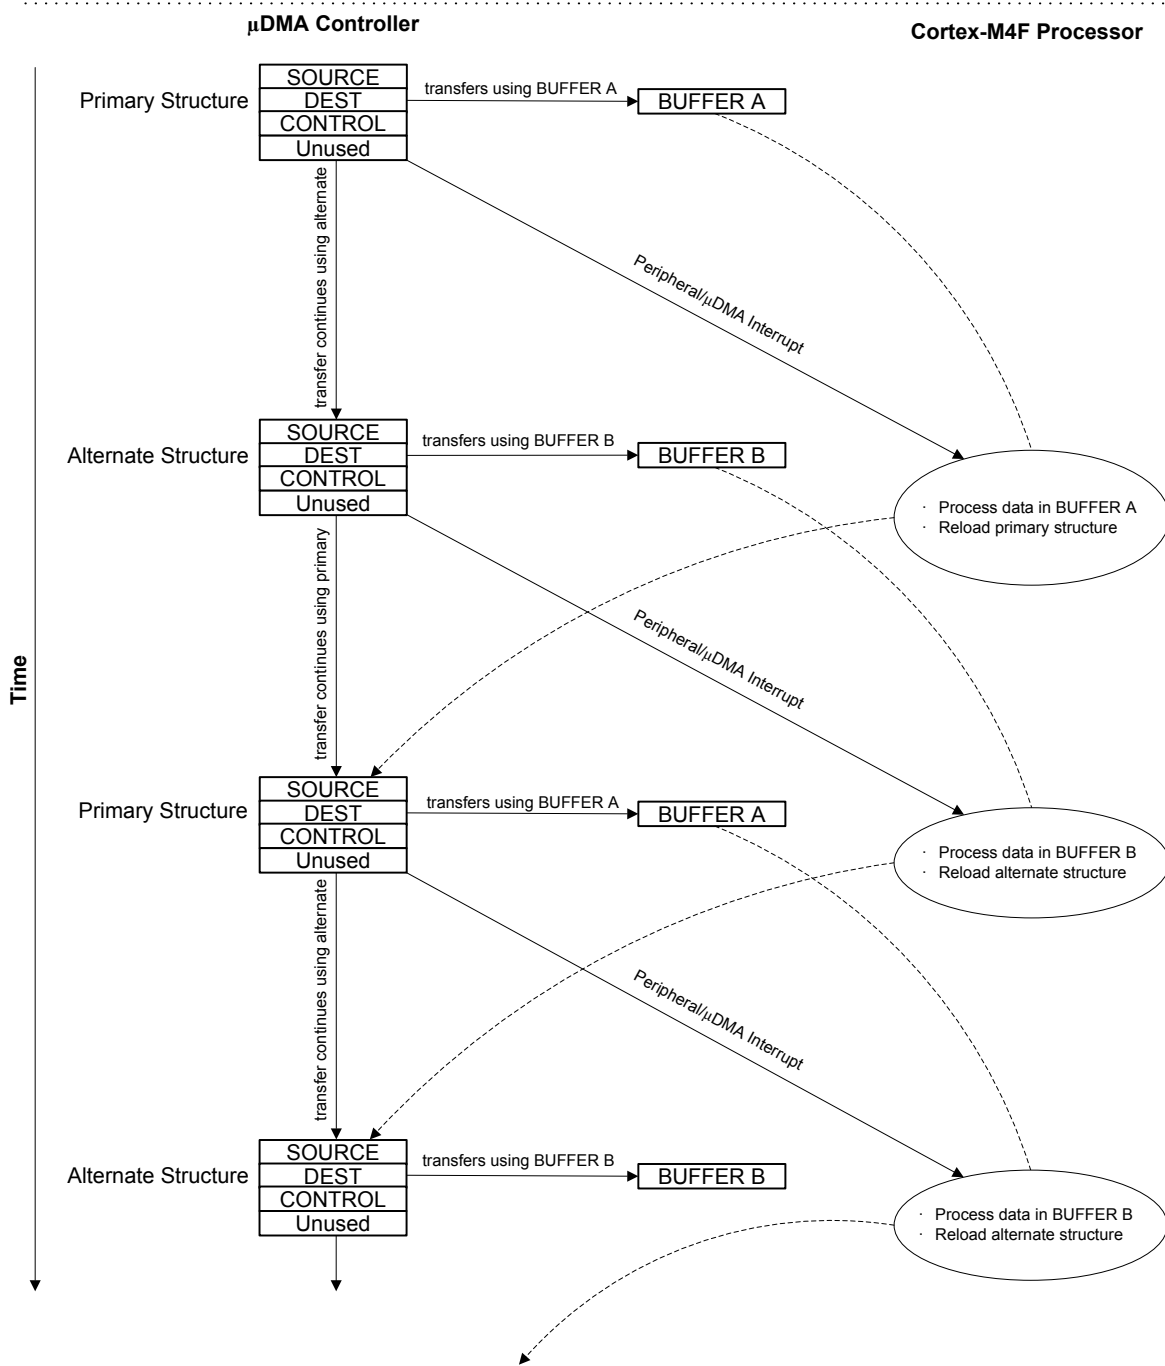 μDMA Controller
Cortex-M4F Processor
Primary Structure
SOURCE
DEST
CONTROL
Unused
transfers using BUFFER A
BUFFER A
transfer continues using alternate
Peripheral/μDMA Interrupt
Alternate Structure
SOURCE
DEST
CONTROL
Unused
transfers using BUFFER B
BUFFER B
· Process data in BUFFER A
· Reload primary structure
transfer continues using primary
Peripheral/μDMA Interrupt
Time
Primary Structure
SOURCE
DEST
CONTROL
Unused
transfers using BUFFER A
BUFFER A
· Process data in BUFFER B
· Reload alternate structure
transfer continues using alternate
Peripheral/μDMA Interrupt
Alternate Structure
SOURCE
DEST
CONTROL
Unused
transfers using BUFFER B
BUFFER B
· Process data in BUFFER B
· Reload alternate structure